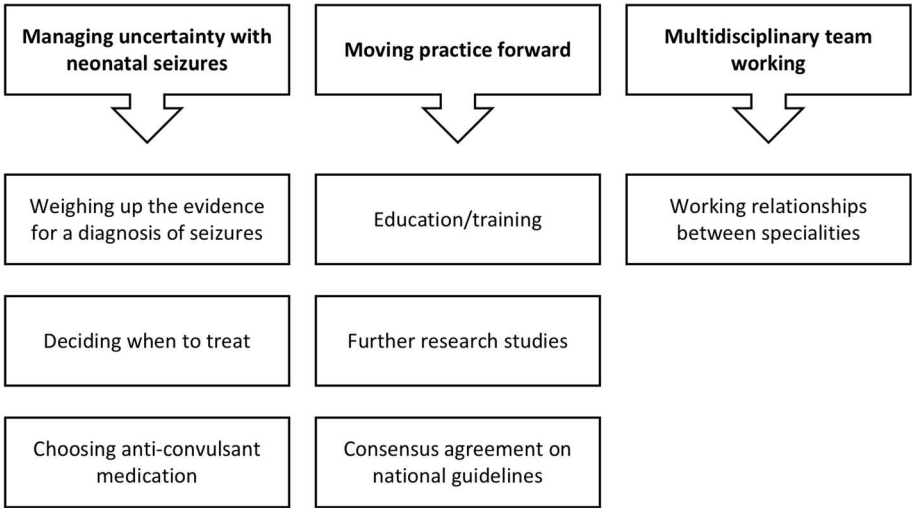 Managing uncertainty with
neonatal seizures
Moving practice forward
Multidisciplinary team
working
Weighing up the evidence
for a diagnosis of seizures
Education/training
Working relationships
between specialities
Deciding when to treat
Further research studies
Choosing anti-convulsant
medication
Consensus agreement on
national guidelines